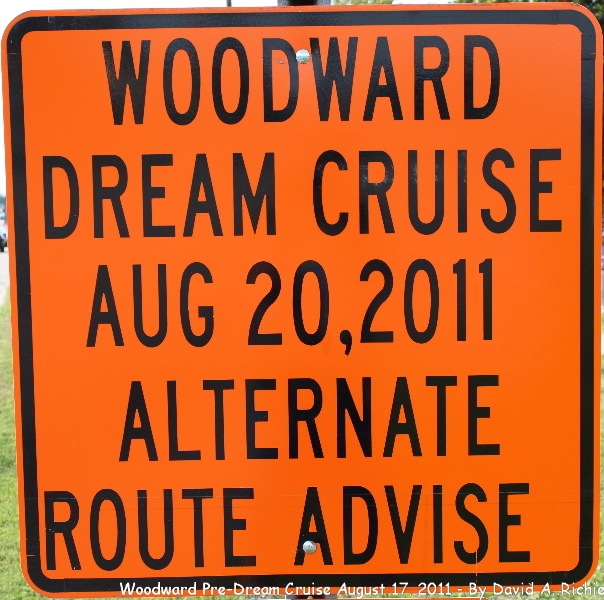 WOODWARD
DREAM CRUISE
AUG 20,2011
ALTERNATE
ROUTE ADVISE
Woodward Pre-Dream Cruise August 17, 2011 - By David A. Richie